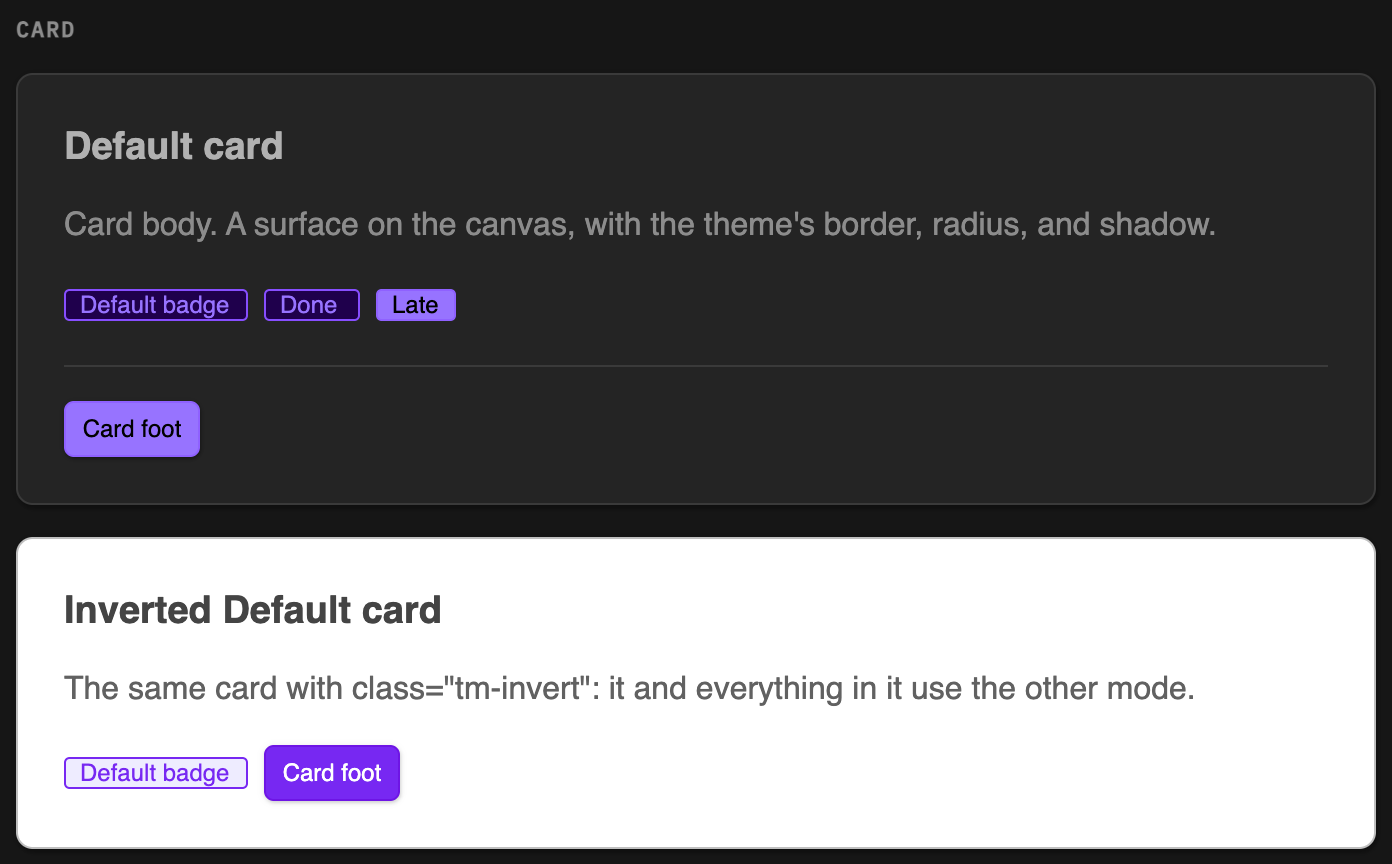 CARD
Default card
Card body. A surface on the canvas, with the theme's border, radius, and shadow.
Default badge Done Late
Card foot
Inverted Default card
The same card with class="tm-invert": it and everything in it use the other mode.
Default badge Card foot